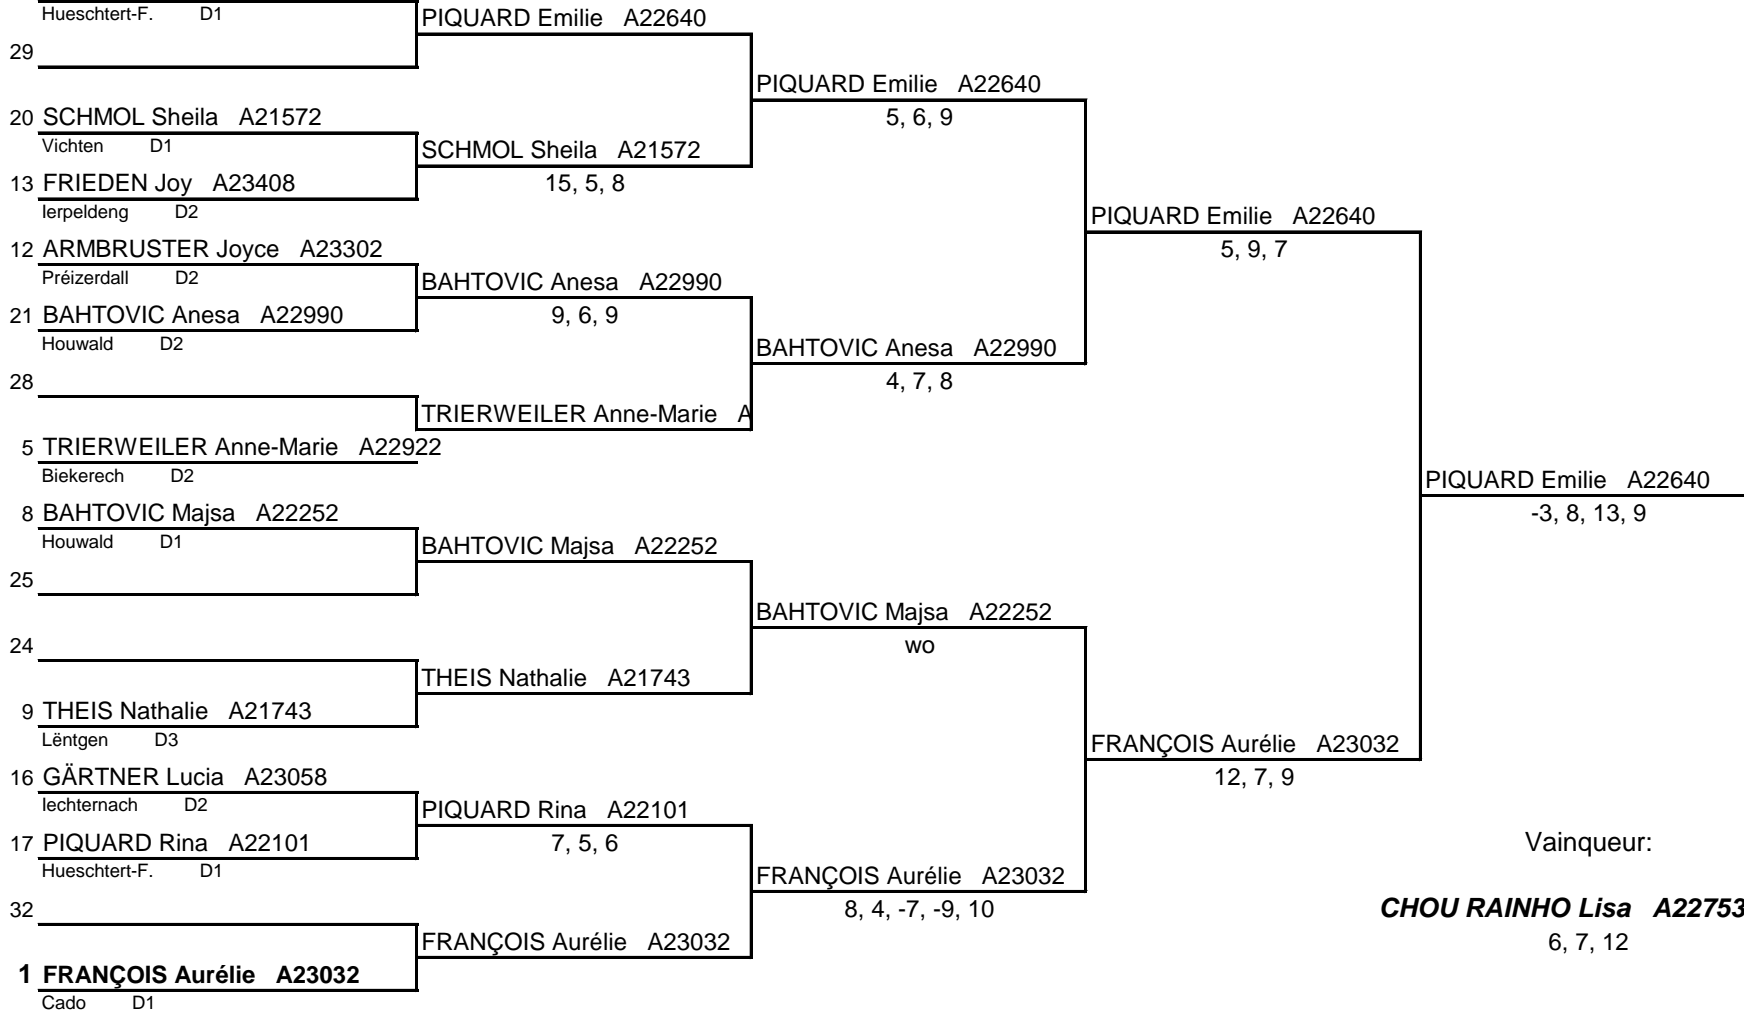 Hueschtert-F. D1
PIQUARD Emilie A22640
29
PIQUARD Emilie A22640
20 SCHMOL Sheila A21572
5, 6, 9
Vichten D1
SCHMOL Sheila A21572
13 FRIEDEN Joy A23408
15, 5, 8
Ierpeldeng D2
PIQUARD Emilie A22640
12 ARMBRUSTER Joyce A23302
5, 9, 7
Préizerdall D2
BAHTOVIC Anesa A22990
21 BAHTOVIC Anesa A22990
9, 6, 9
Houwald D2
BAHTOVIC Anesa A22990
28
4, 7, 8
TRIERWEILER Anne-Marie A
5 TRIERWEILER Anne-Marie A22922
Biekerech D2
PIQUARD Emilie A22640
8 BAHTOVIC Majsa A22252
-3, 8, 13, 9
Houwald D1
BAHTOVIC Majsa A22252
25
BAHTOVIC Majsa A22252
24
wo
THEIS Nathalie A21743
9 THEIS Nathalie A21743
Lëntgen D3
FRANÇOIS Aurélie A23032
16 GÄRTNER Lucia A23058
12, 7, 9
Iechternach D2
PIQUARD Rina A22101
17 PIQUARD Rina A22101
7, 5, 6
Vainqueur:
Hueschtert-F. D1
FRANÇOIS Aurélie A23032
32
8, 4, -7, -9, 10
CHOU RAINHO Lisa A22753
FRANÇOIS Aurélie A23032
6, 7, 12
1 FRANÇOIS Aurélie A23032
Cado D1